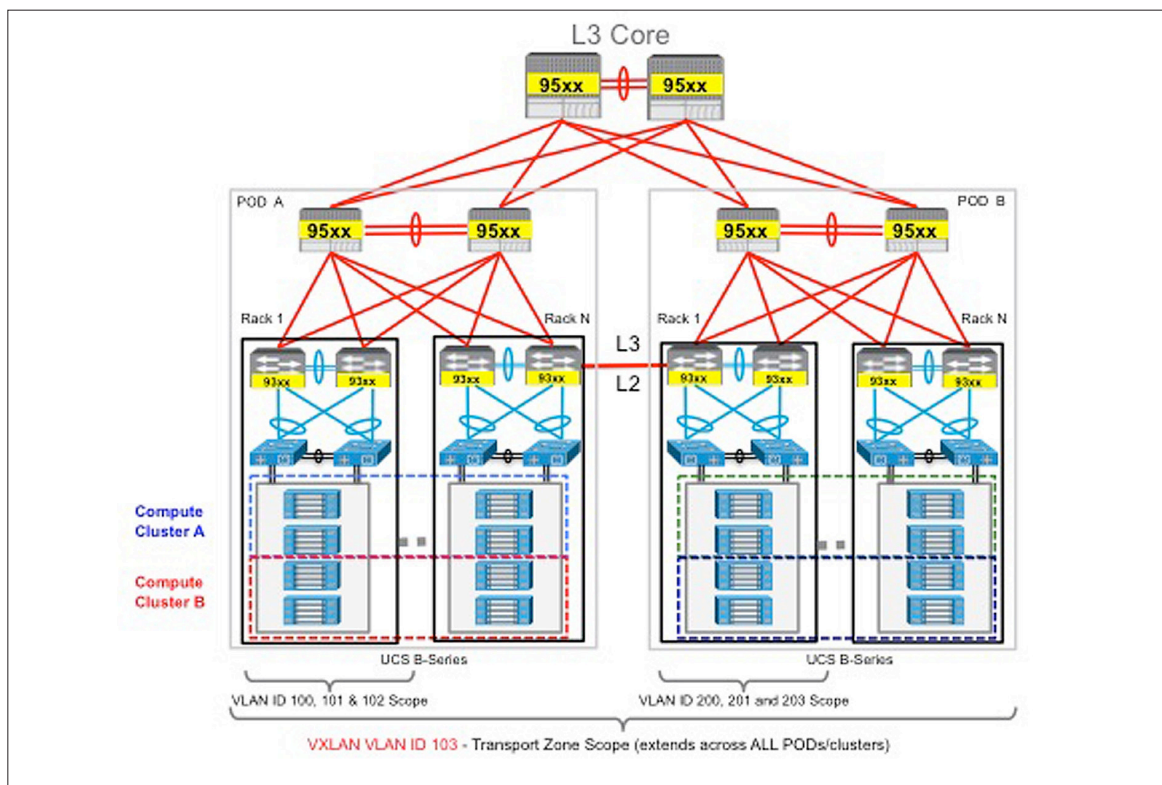 L3 Core
95xx
95xx
POD A
POD B
95xx
95xx
95xx
95xx
Rack 1
Rack N
Rack 1
Rack N
L3
L2
93xx
93xx
93xx
93xx
93xx
93xx
93xx
93xx
Compute
Cluster A
Compute
Cluster B
UCS B-Series
UCS B-Series
VLAN ID 100, 101 & 102 Scope
VLAN ID 200, 201 and 203 Scope
VXLAN VLAN ID 103 - Transport Zone Scope (extends across ALL PODs/clusters)